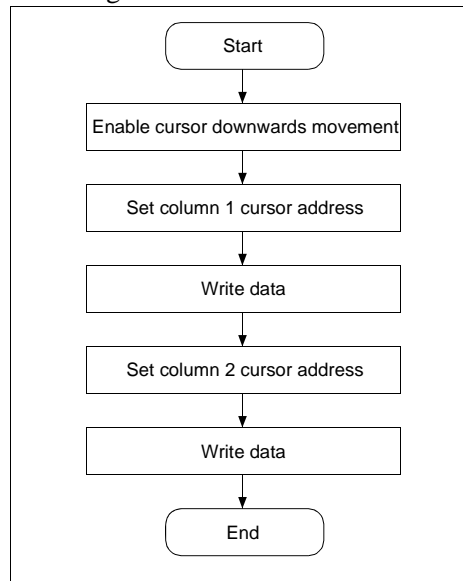 Start
Enable cursor downwards movement
Set column 1 cursor address
Write data
Set column 2 cursor address
Write data
End